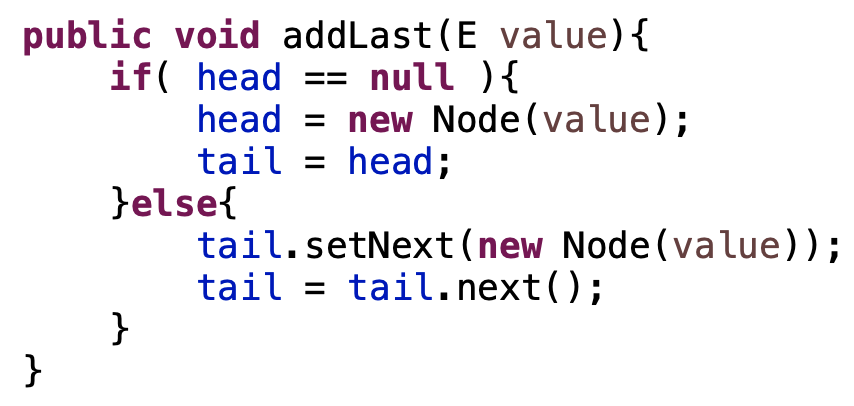 public void addLast(E value){
    if( head == null ){
        head = new Node(value);
        tail = head;
    }else{
        tail.setNext(new Node(value));
        tail = tail.next();
    }
}